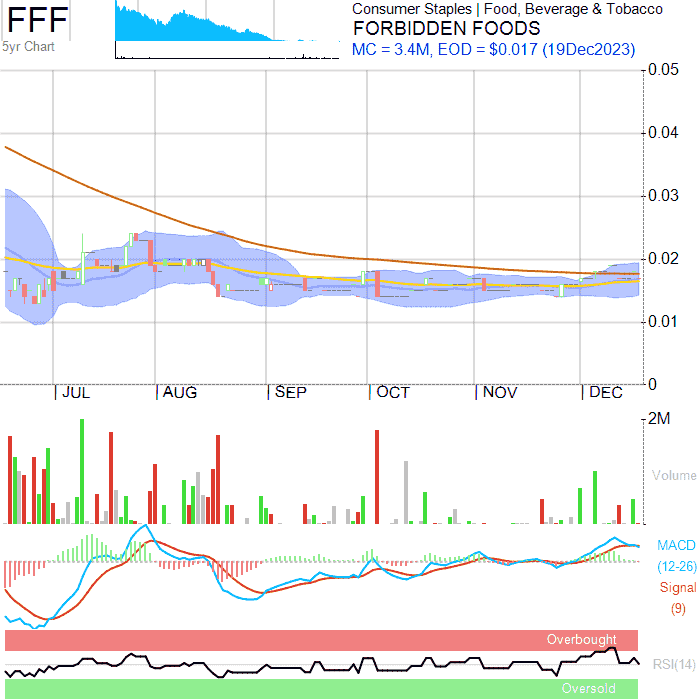 FFF
5yr Chart
Consumer Staples | Food, Beverage & Tobacco
FORBIDDEN FOODS
MC = 3.4M, EOD = $0.017 (19Dec2023)
0.05
0.04
0.03
0.02
0.01
0
JUL AUG SEP OCT NOV DEC
2M
Volume
MACD
(12-26)
Signal
(9)
Overbought
RSI(14)
Oversold